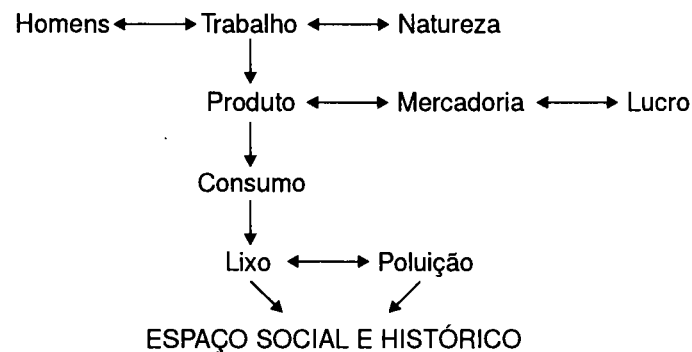 Homens Trabalho Natureza
Produto Mercadoria Lucro
Consumo
Lixo Poluição
ESPAÇO SOCIAL E HISTÓRICO